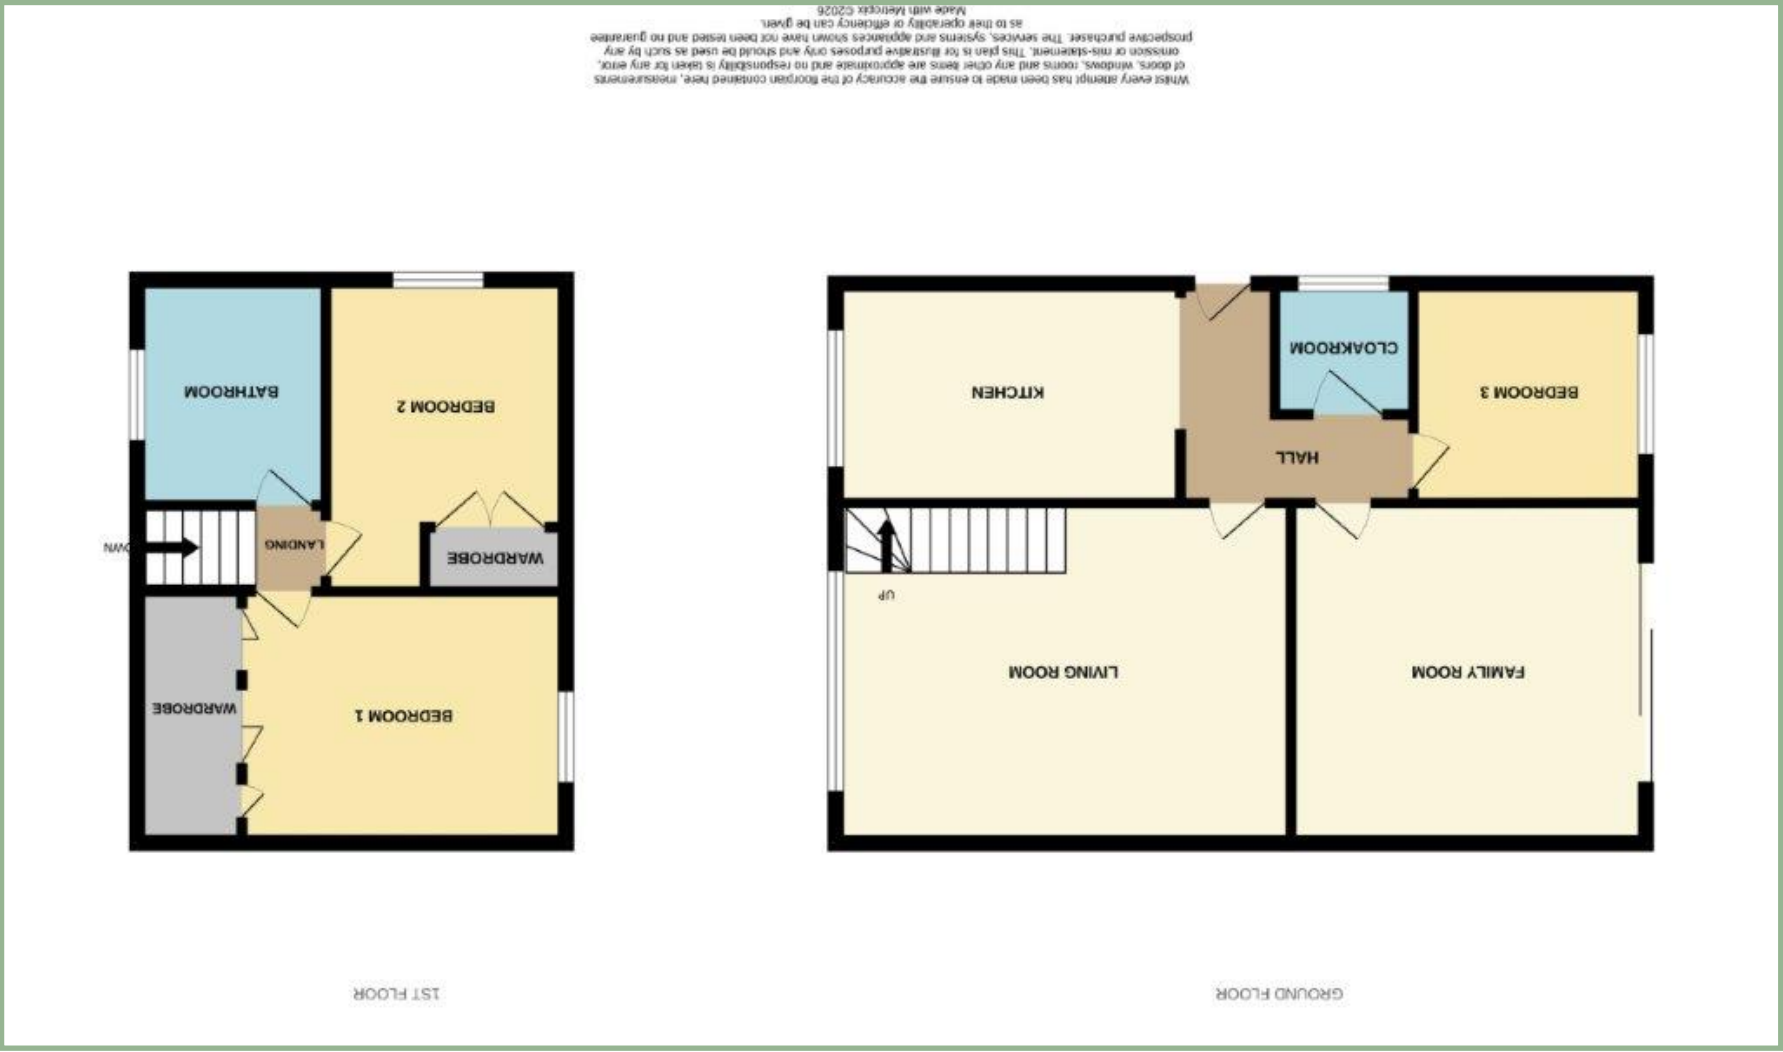 GROUND FLOOR
1ST FLOOR
FAMILY ROOM
LIVING ROOM
UP
HALL
BEDROOM 3
CLOAKROOM
KITCHEN
BEDROOM 1
WARDROBE
WARDROBE
LANDING
DOWN
BEDROOM 2
BATHROOM
Whilst every attempt has been made to ensure the accuracy of the floorplan contained here, measurements
of doors, windows, rooms and any other items are approximate and no responsibility is taken for any error,
omission or mis-statement. This plan is for illustrative purposes only and should be used as such by any
prospective purchaser. The services, systems and appliances shown have not been tested and no guarantee
as to their operability or efficiency can be given.
Made with Metropix ©2026